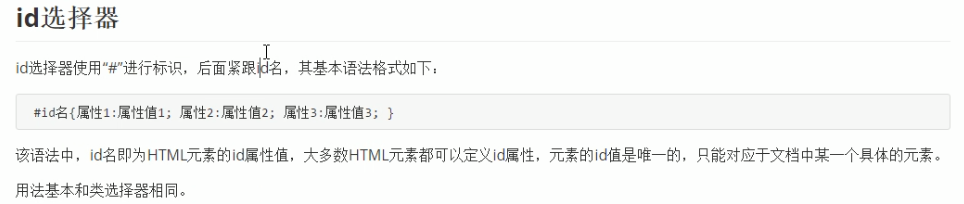 id选择器
id选择器使用“#”进行标识，后面紧跟id名，其基本语法格式如下：
#id名{属性1:属性值1; 属性2:属性值2; 属性3:属性值3; }
该语法中，id名即为HTML元素的id属性值，大多数HTML元素都可以定义id属性，元素的id值是唯一的，只能对应于文档中某一个具体的元素。
用法基本和类选择器相同。